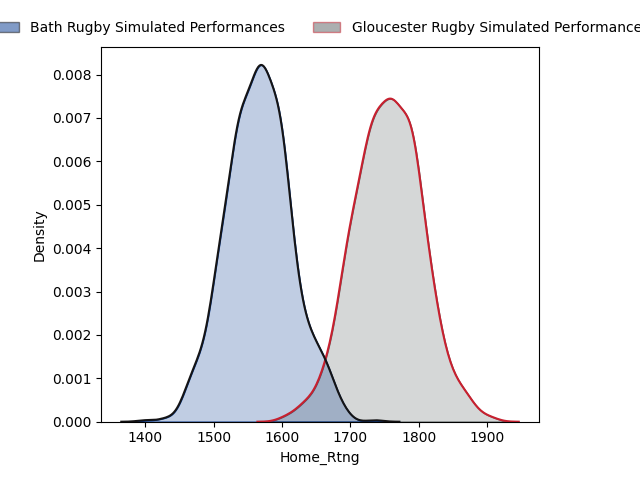 Bath Rugby Simulated Performances
Gloucester Rugby Simulated Performance
0.008
0.007
0.006
0.005
0.004
0.003
0.002
0.001
0.000
Density
1400 1500 1600 1700 1800 1900
Home_Rtng